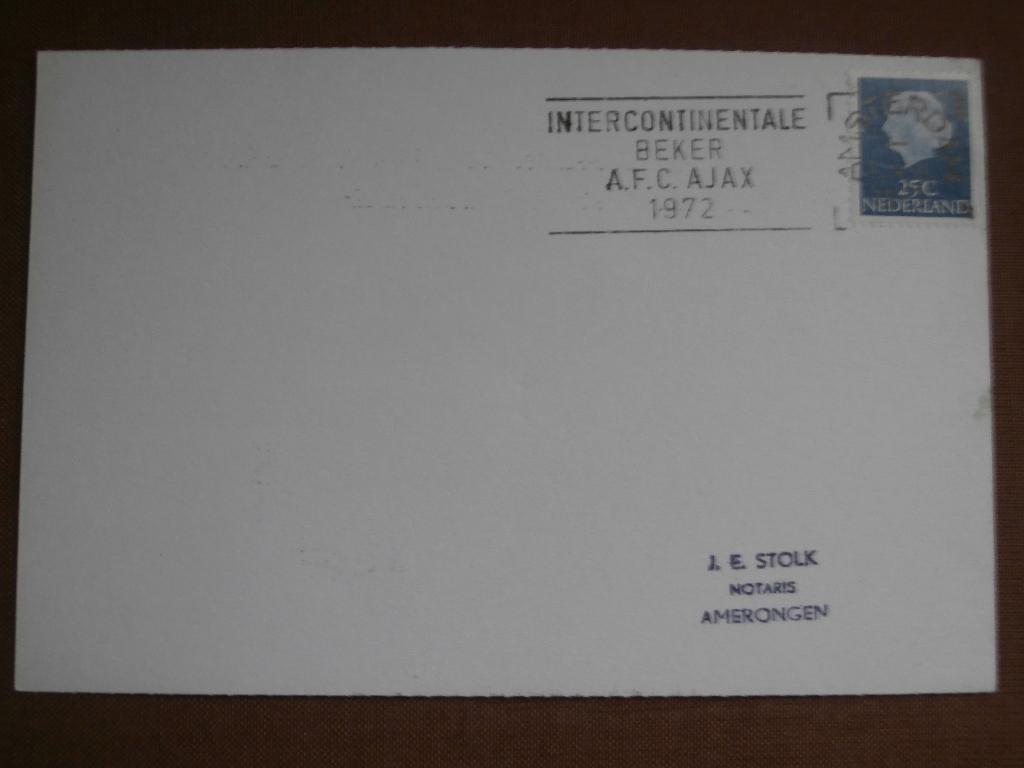 INTERCONTINENTALE
BEKER
A.F.C. AJAX
1972
25C
NEDERLAND
J. E. STOLK
NOTARIS
AMERONGEN